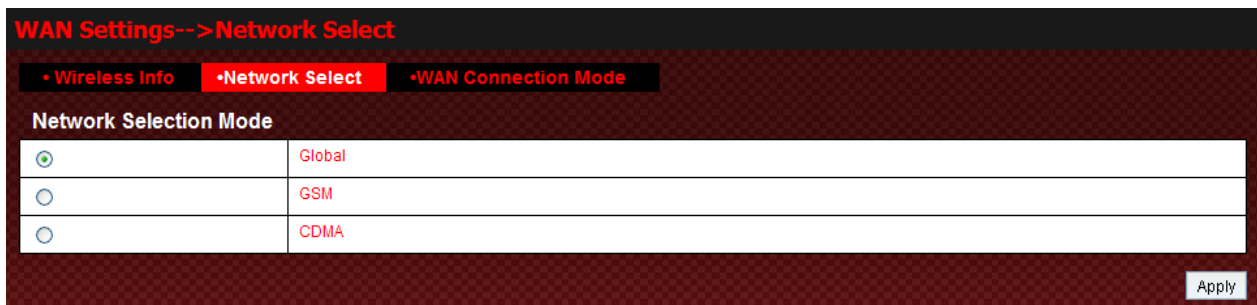 WAN Settings-->Network Select
• Wireless Info •Network Select •WAN Connection Mode
Network Selection Mode
Global
GSM
CDMA
Apply